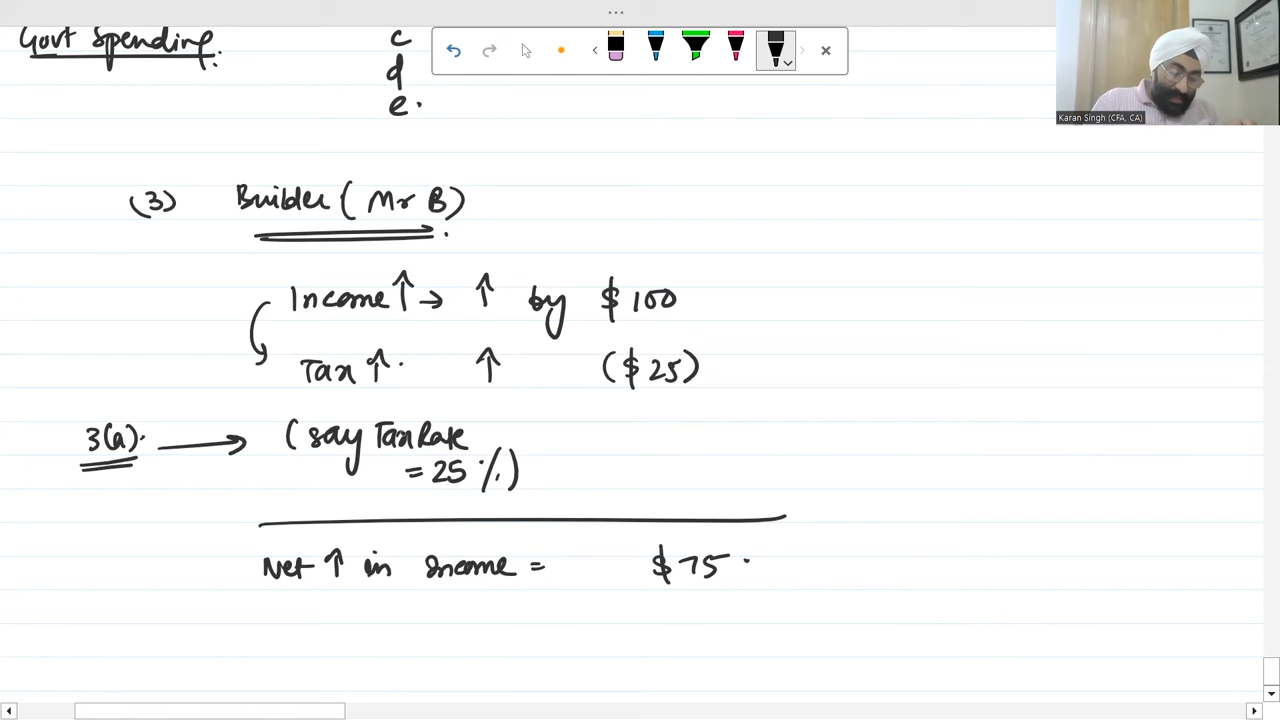 Govt Spending.
c
d
e.
Karan Singh (CFA, CA)
(3) Builder (Mr B)
Income ↑ → ↑ by $100
Tax ↑. ↑ ($25)
3(a). → (say Tax Rate
= 25%)
Net ↑ in Income = $75.